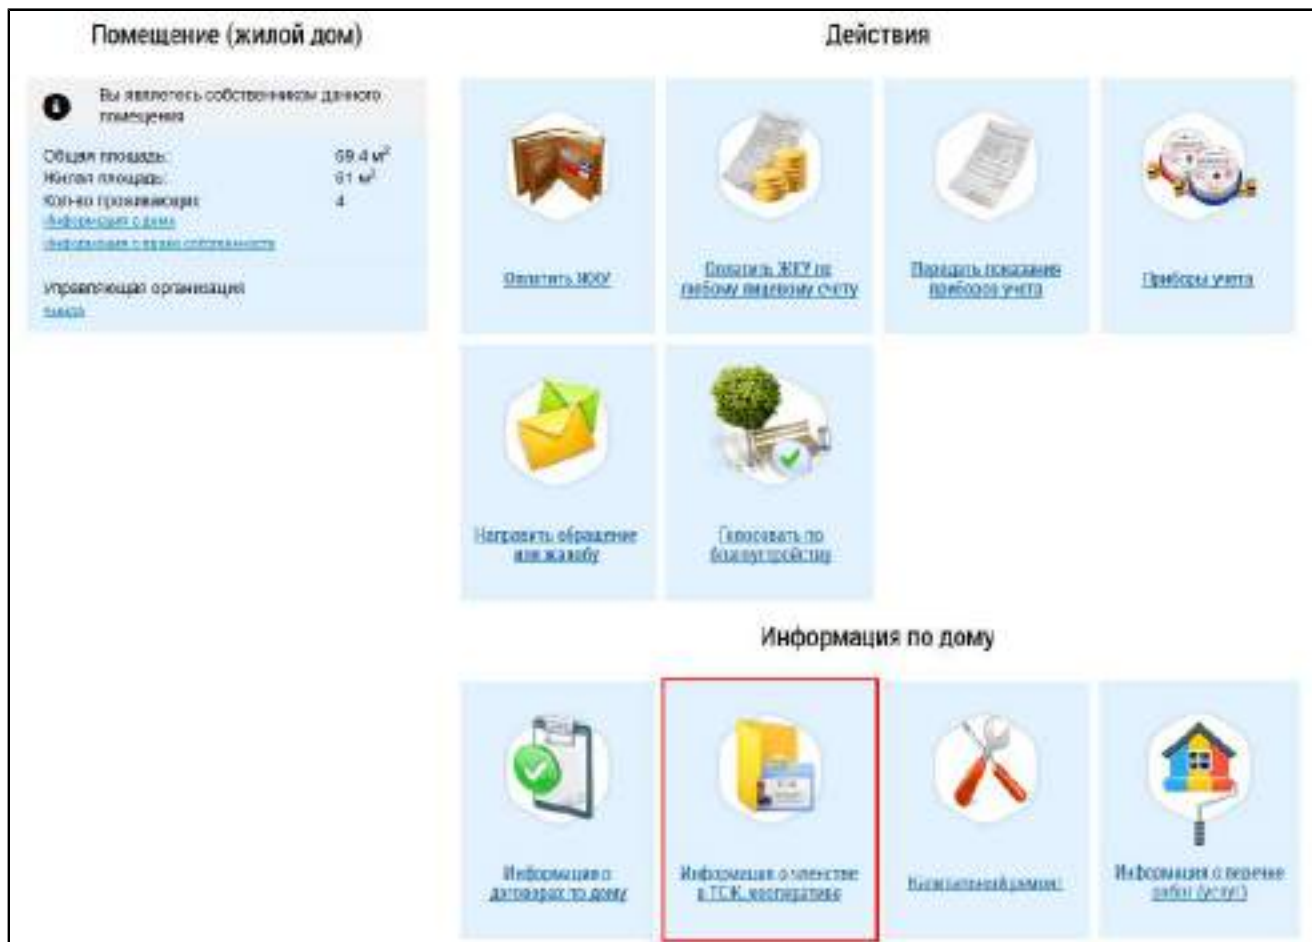 Помещение (жилой дом)
Вы являетесь собственником данного
помещения
Общая площадь: 69.4 м²
Жилая площадь: 61 м²
Кол-во проживающих: 4
Информация о доме
Информация о праве собственности
Управляющая организация
Действия
Оплатить ЖКУ
Оплатить ЖКУ по
любому лицевому счету
Передать показания
приборов учета
Приборы учета
Направить обращение
или жалобу
Голосовать по
благоустройству
Информация по дому
Информация о
договорах по дому
Информация о членстве
в ТСЖ, кооперативе
Капитальный ремонт
Информация о перечне
работ (услуг)